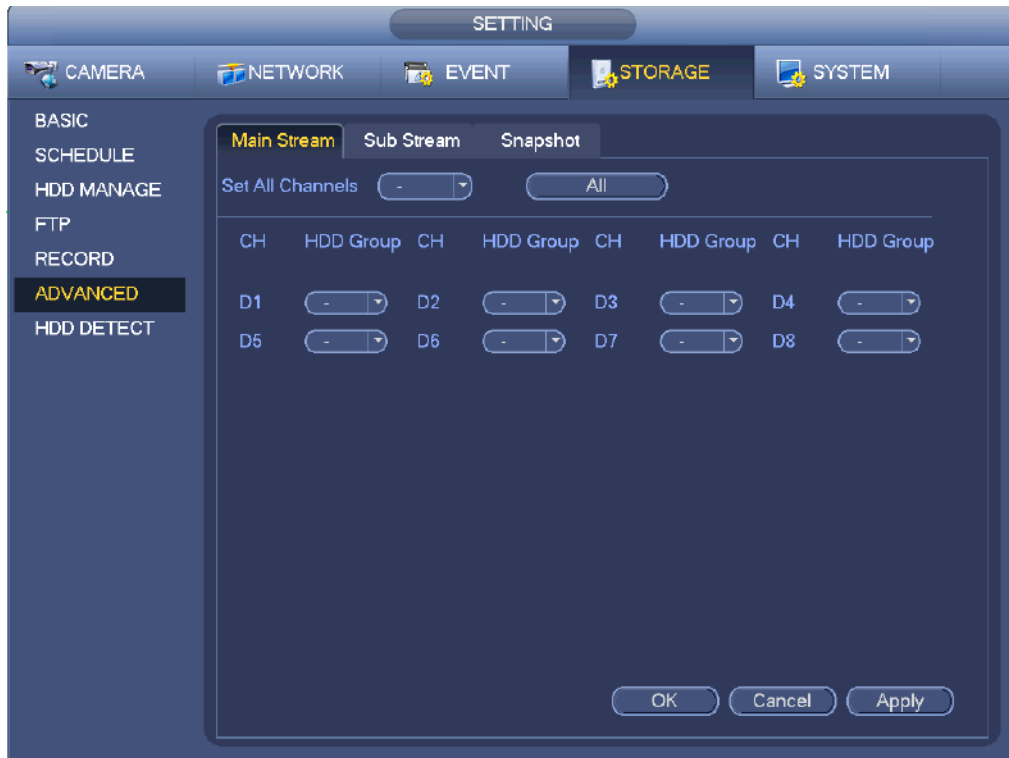 SETTING
CAMERA NETWORK EVENT STORAGE SYSTEM
BASIC
SCHEDULE
HDD MANAGE
FTP
RECORD
ADVANCED
HDD DETECT
Main Stream Sub Stream Snapshot
Set All Channels - All
CH HDD Group CH HDD Group CH HDD Group CH HDD Group
D1 - D2 - D3 - D4 -
D5 - D6 - D7 - D8 -
OK Cancel Apply